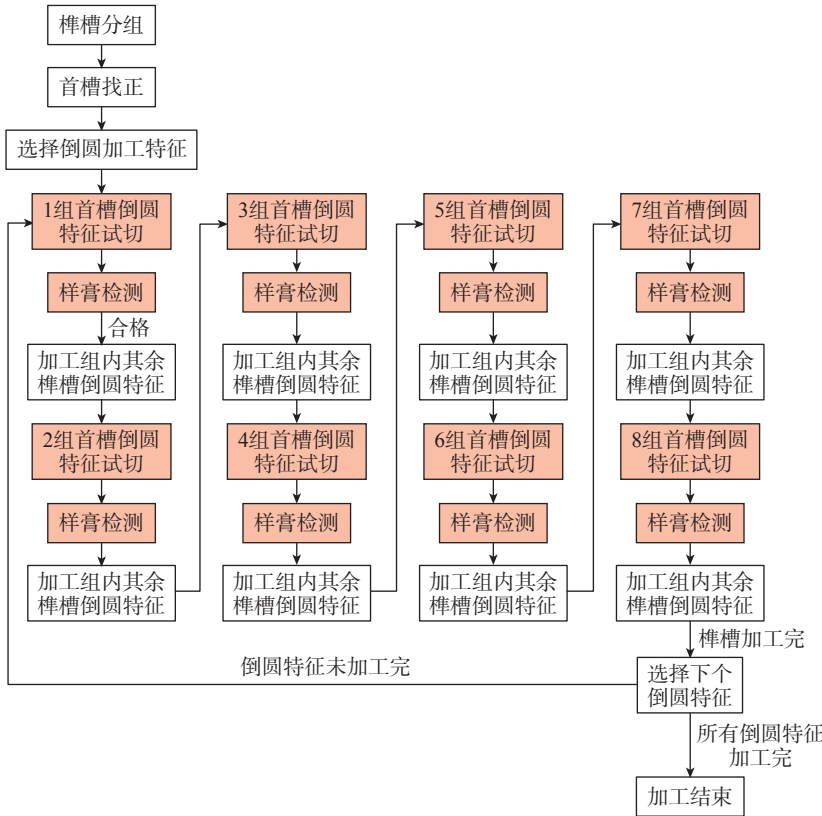 榫槽分组
首槽找正
选择倒圆加工特征
1组首槽倒圆
特征试切
样膏检测
合格
加工组内其余
榫槽倒圆特征
2组首槽倒圆
特征试切
样膏检测
加工组内其余
榫槽倒圆特征
3组首槽倒圆
特征试切
样膏检测
加工组内其余
榫槽倒圆特征
4组首槽倒圆
特征试切
样膏检测
加工组内其余
榫槽倒圆特征
5组首槽倒圆
特征试切
样膏检测
加工组内其余
榫槽倒圆特征
6组首槽倒圆
特征试切
样膏检测
加工组内其余
榫槽倒圆特征
7组首槽倒圆
特征试切
样膏检测
加工组内其余
榫槽倒圆特征
8组首槽倒圆
特征试切
样膏检测
加工组内其余
榫槽倒圆特征
榫槽加工完
选择下个
倒圆特征
倒圆特征未加工完
所有倒圆特征
加工完
加工结束